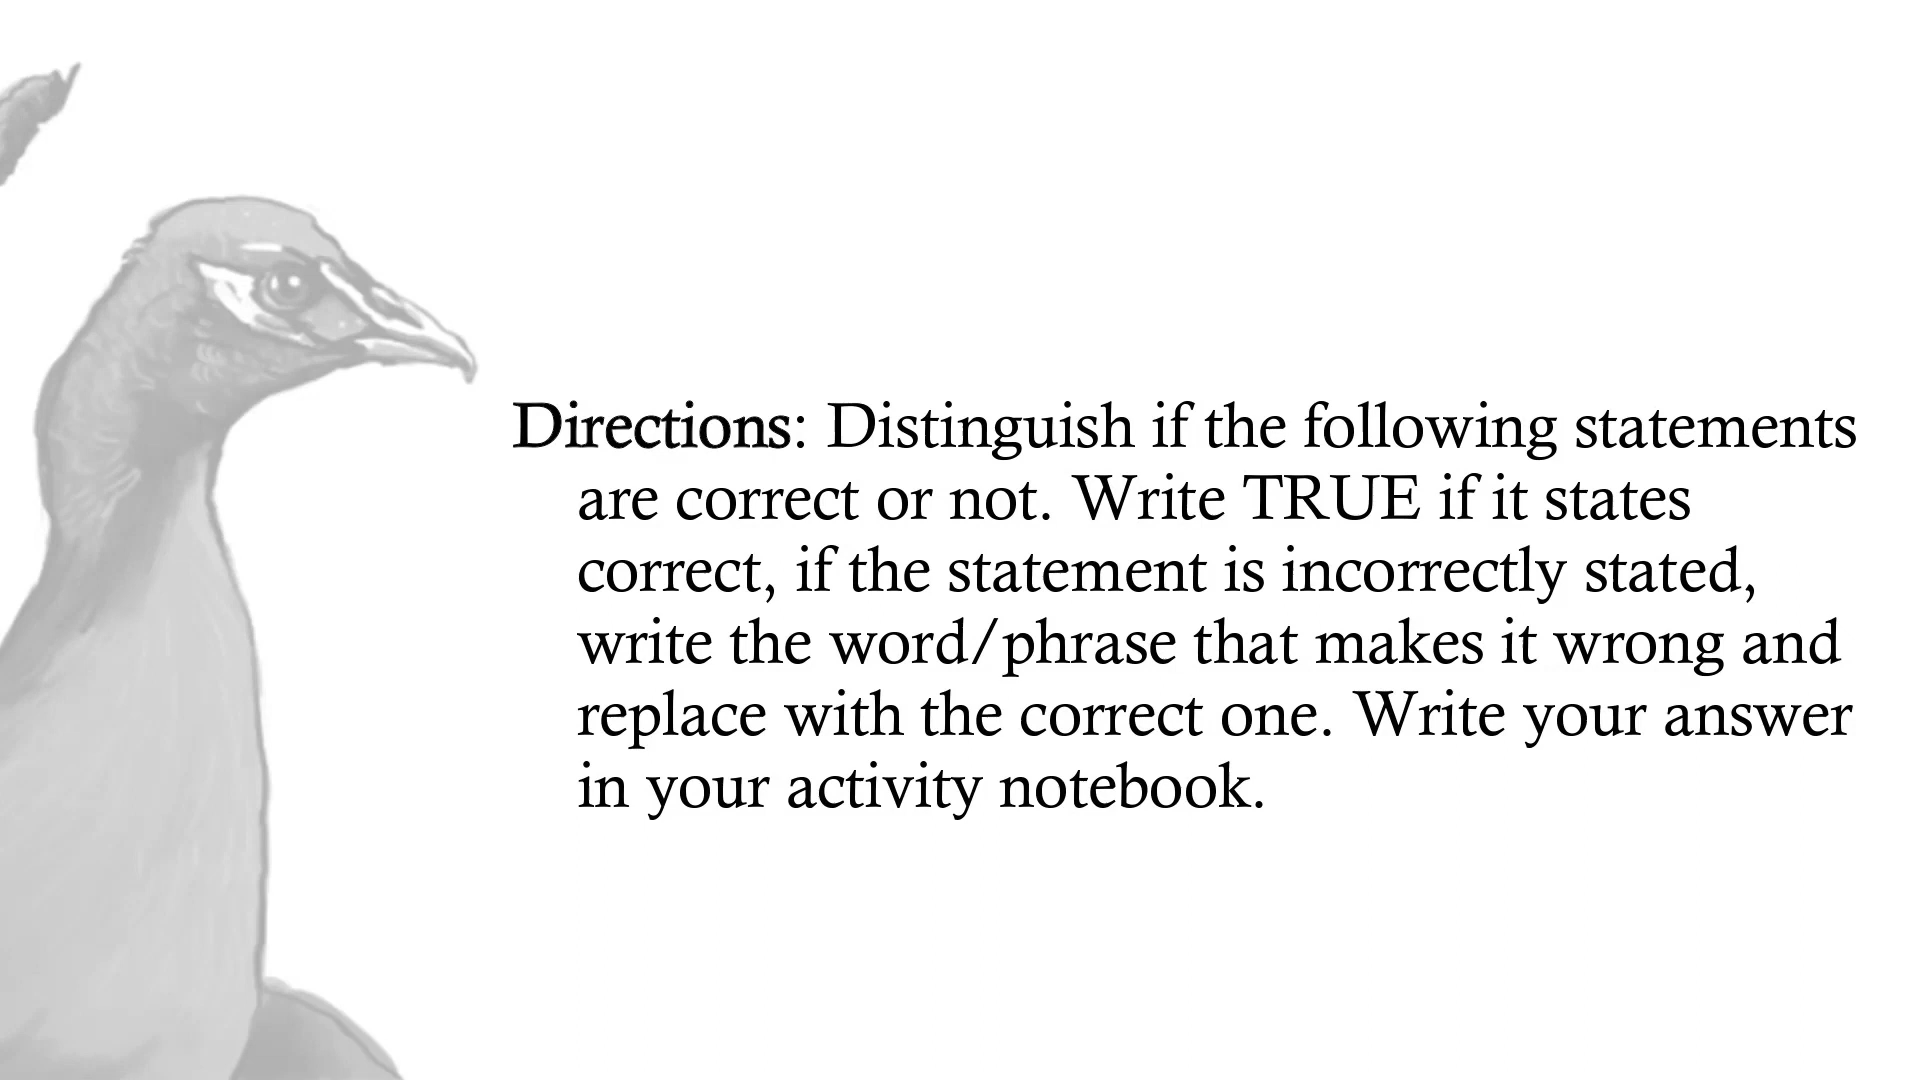 Directions: Distinguish if the following statements
are correct or not. Write TRUE if it states
correct, if the statement is incorrectly stated,
write the word/phrase that makes it wrong and
replace with the correct one. Write your answer
in your activity notebook.